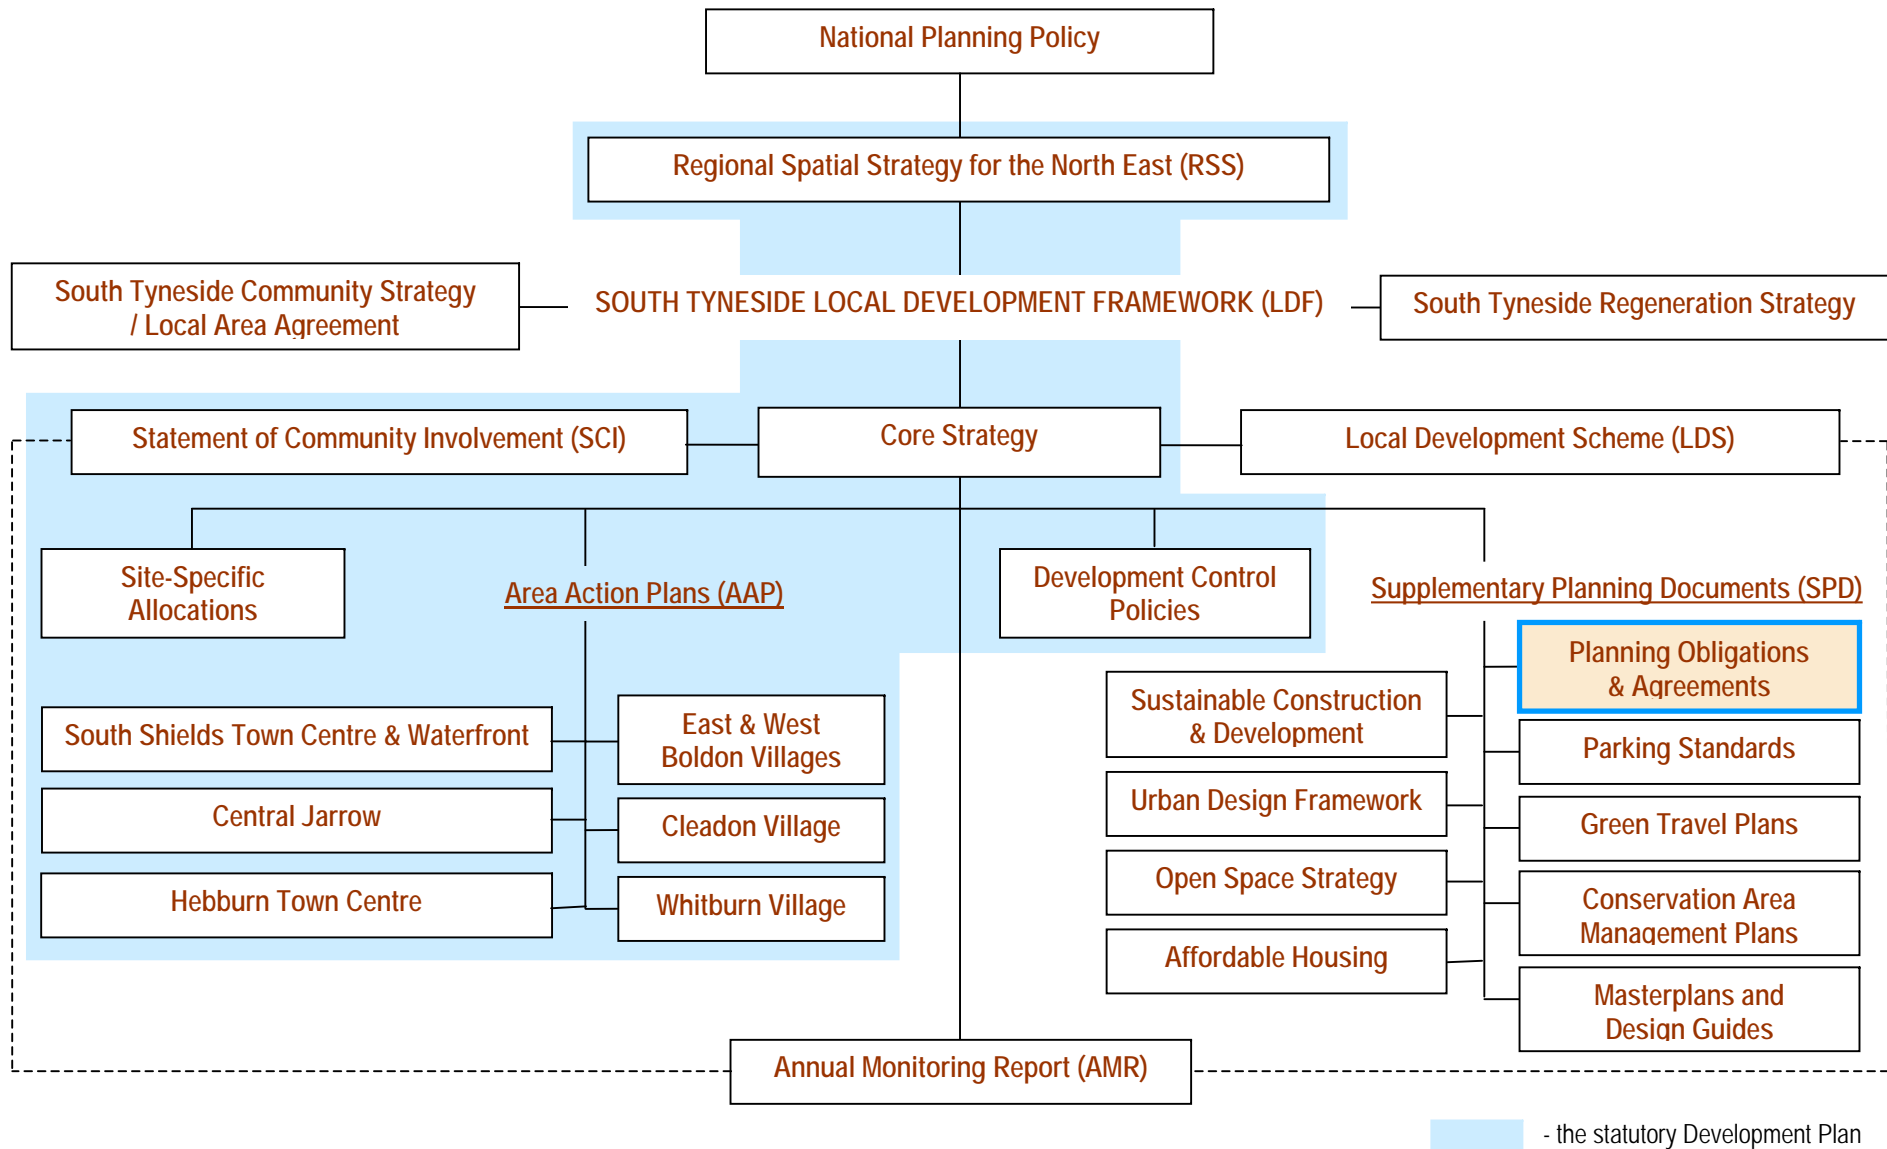 National Planning Policy
Regional Spatial Strategy for the North East (RSS)
South Tyneside Community Strategy
/ Local Area Agreement
SOUTH TYNESIDE LOCAL DEVELOPMENT FRAMEWORK (LDF)
South Tyneside Regeneration Strategy
Statement of Community Involvement (SCI)
Core Strategy
Local Development Scheme (LDS)
Site-Specific
Allocations
Area Action Plans (AAP)
Development Control
Policies
Supplementary Planning Documents (SPD)
South Shields Town Centre & Waterfront
East & West
Boldon Villages
Central Jarrow
Cleadon Village
Hebburn Town Centre
Whitburn Village
Sustainable Construction
& Development
Planning Obligations
& Agreements
Parking Standards
Urban Design Framework
Green Travel Plans
Open Space Strategy
Conservation Area
Management Plans
Affordable Housing
Masterplans and
Design Guides
Annual Monitoring Report (AMR)
- the statutory Development Plan